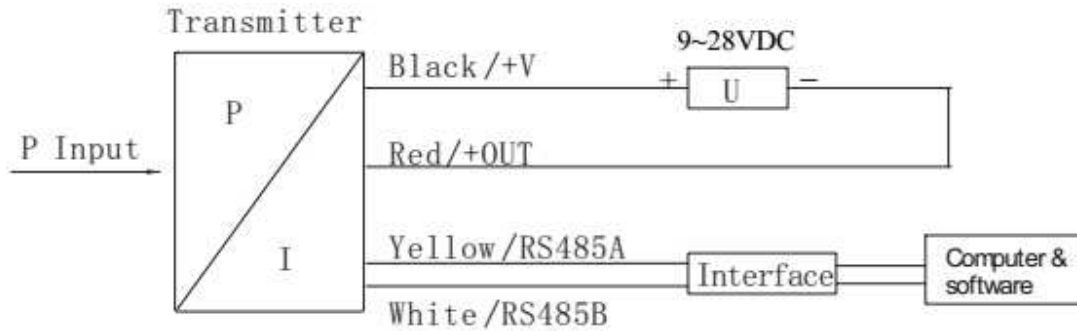 Transmitter
9~28VDC
Black/+V
+ U −
P
P Input
Red/+OUT
I
Yellow/RS485A
Interface
Computer &
software
White/RS485B